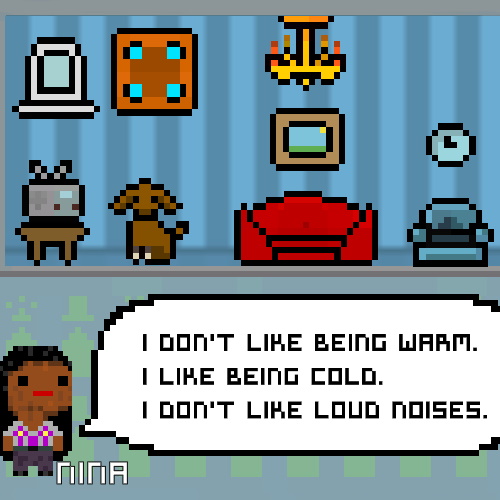 I DON'T LIKE BEING WARM.
I LIKE BEING COLD.
I DON'T LIKE LOUD NOISES.
NINA